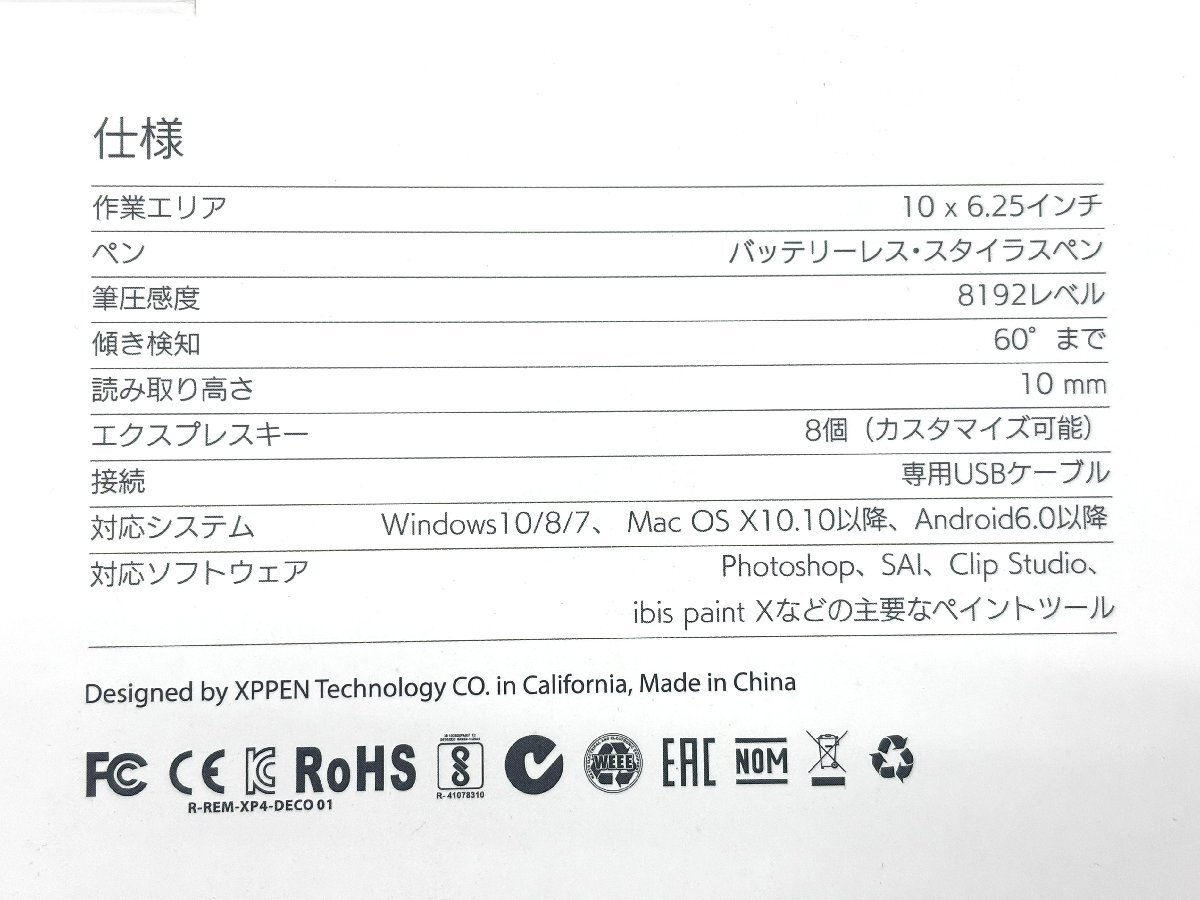 仕様
作業エリア 10 x 6.25インチ
ペン バッテリーレス・スタイラスペン
筆圧感度 8192レベル
傾き検知 60° まで
読み取り高さ 10 mm
エクスプレスキー 8個（カスタマイズ可能）
接続 専用USBケーブル
対応システム Windows10/8/7、 Mac OS X10.10以降、Android6.0以降
対応ソフトウェア Photoshop、SAI、Clip Studio、
ibis paint Xなどの主要なペイントツール
Designed by XPPEN Technology CO. in California, Made in China
FC CE RoHS WEEE EAC NOM
R-41078310
R-REM-XP4-DECO 01